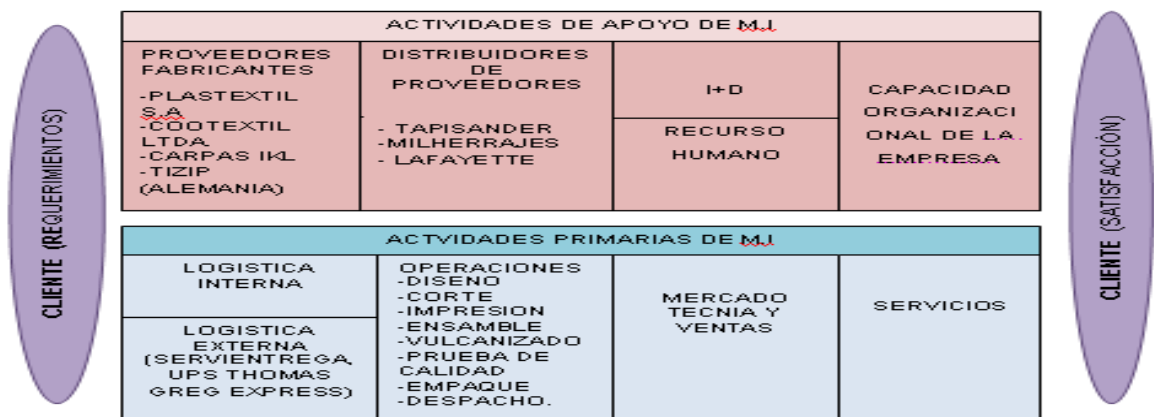 CLIENTE (REQUERIMIENTOS)
ACTIVIDADES DE APOYO DE M.I
PROVEEDORES
FABRICANTES
-PLASTEXTIL
S.A
-COOTEXTIL
LTDA
-CARPAS IKL
-TIZIP
(ALEMANIA)
DISTRIBUIDORES
DE
PROVEEDORES
- TAPISANDER
-MILHERRAJES
- LAFAYETTE
I+D
RECURSO
HUMANO
CAPACIDAD
ORGANIZACI
ONAL DE LA
EMPRESA
ACTVIDADES PRIMARIAS DE M.I
LOGISTICA
INTERNA
LOGISTICA
EXTERNA
(SERVIENTREGA,
UPS THOMAS
GREG EXPRESS)
OPERACIONES
-DISENO
-CORTE
-IMPRESION
-ENSAMBLE
-VULCANIZADO
-PRUEBA DE
CALIDAD
-EMPAQUE
-DESPACHO.
MERCADO
TECNIA Y
VENTAS
SERVICIOS
CLIENTE (SATISFACCIÓN)